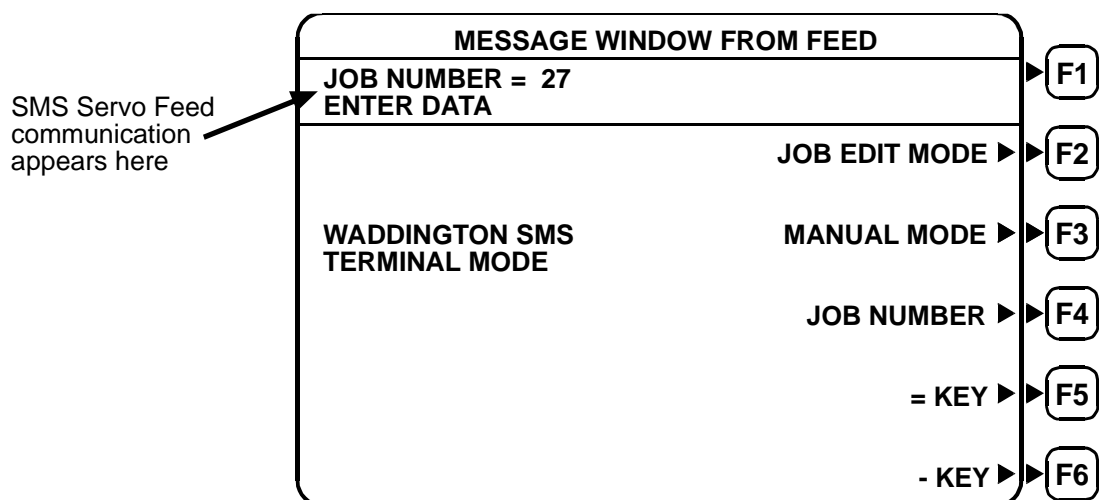 MESSAGE WINDOW FROM FEED
F1
JOB NUMBER = 27
ENTER DATA
SMS Servo Feed
communication
appears here
JOB EDIT MODE
F2
WADDINGTON SMS
TERMINAL MODE
MANUAL MODE
F3
JOB NUMBER
F4
= KEY
F5
- KEY
F6